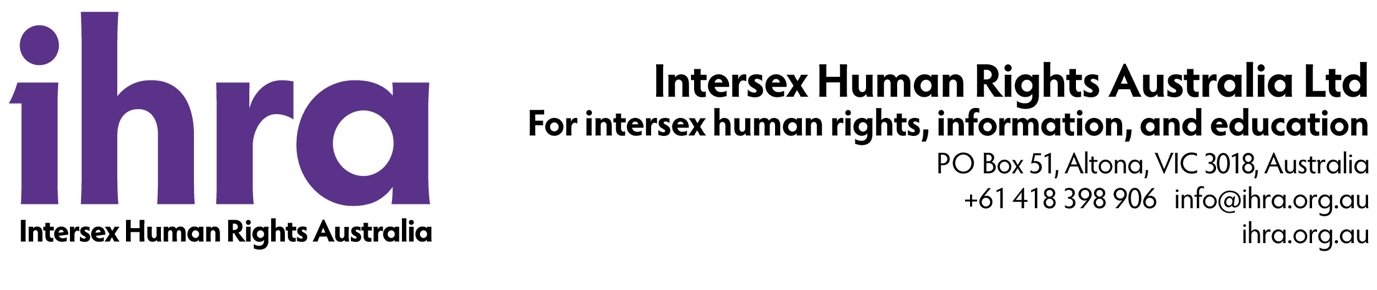 ihra
Intersex Human Rights Australia
Intersex Human Rights Australia Ltd
For intersex human rights, information, and education
PO Box 51, Altona, VIC 3018, Australia
+61 418 398 906 info@ihra.org.au
ihra.org.au